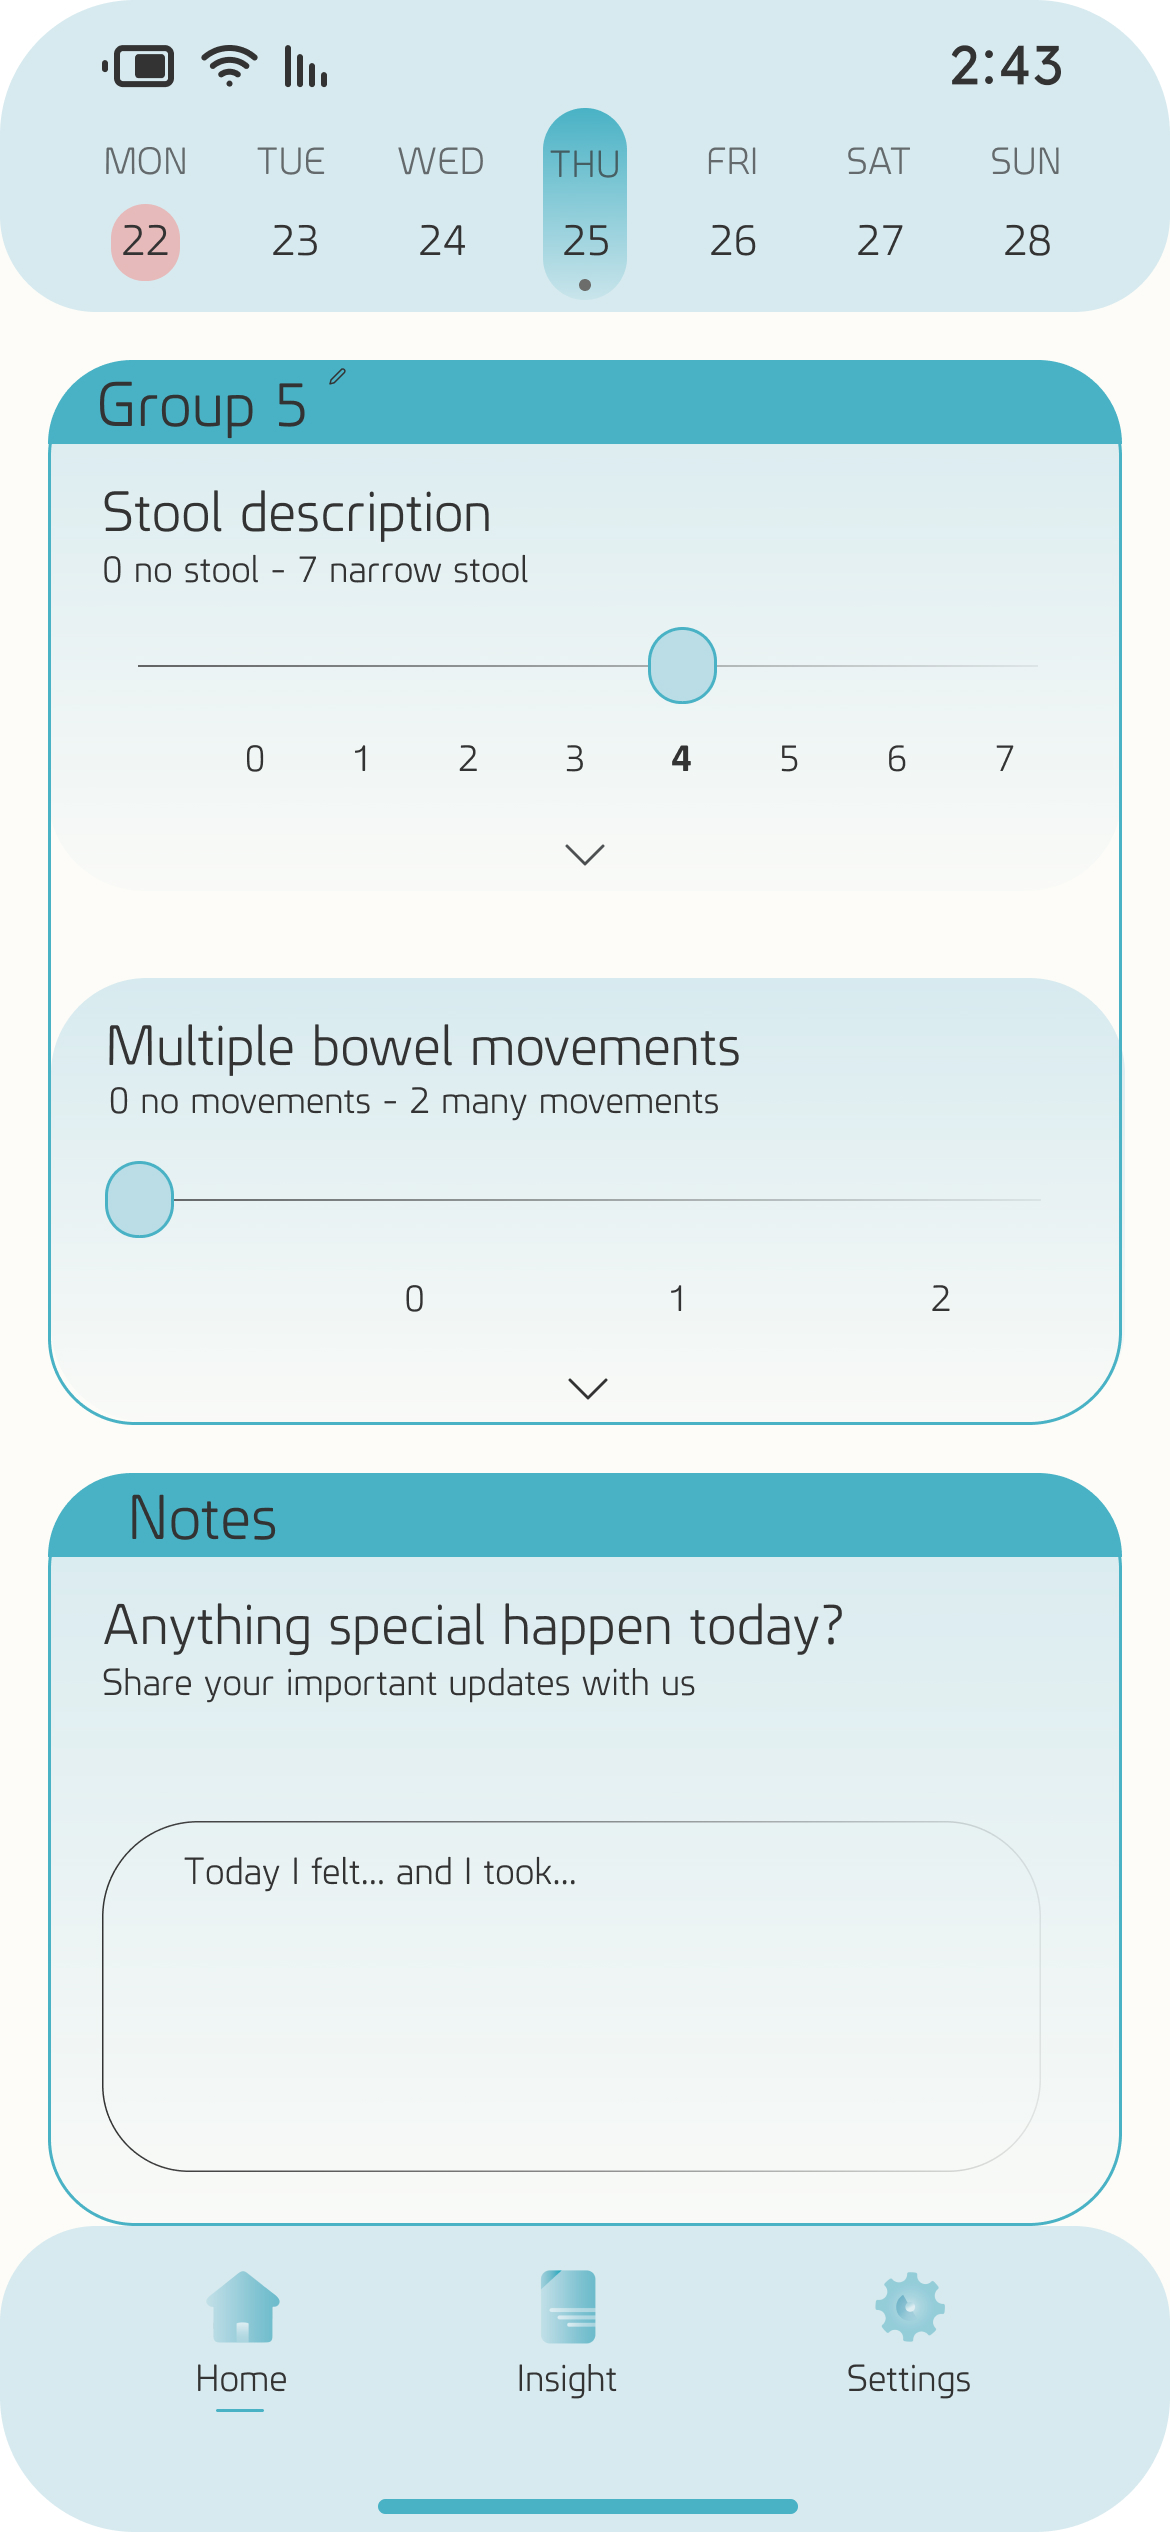 2:43
MON TUE WED THU FRI SAT SUN
22 23 24 25 26 27 28
Group 5
Stool description
0 no stool - 7 narrow stool
0 1 2 3 4 5 6 7
Multiple bowel movements
0 no movements - 2 many movements
0 1 2
Notes
Anything special happen today?
Share your important updates with us
Today I felt... and I took...
Home Insight Settings